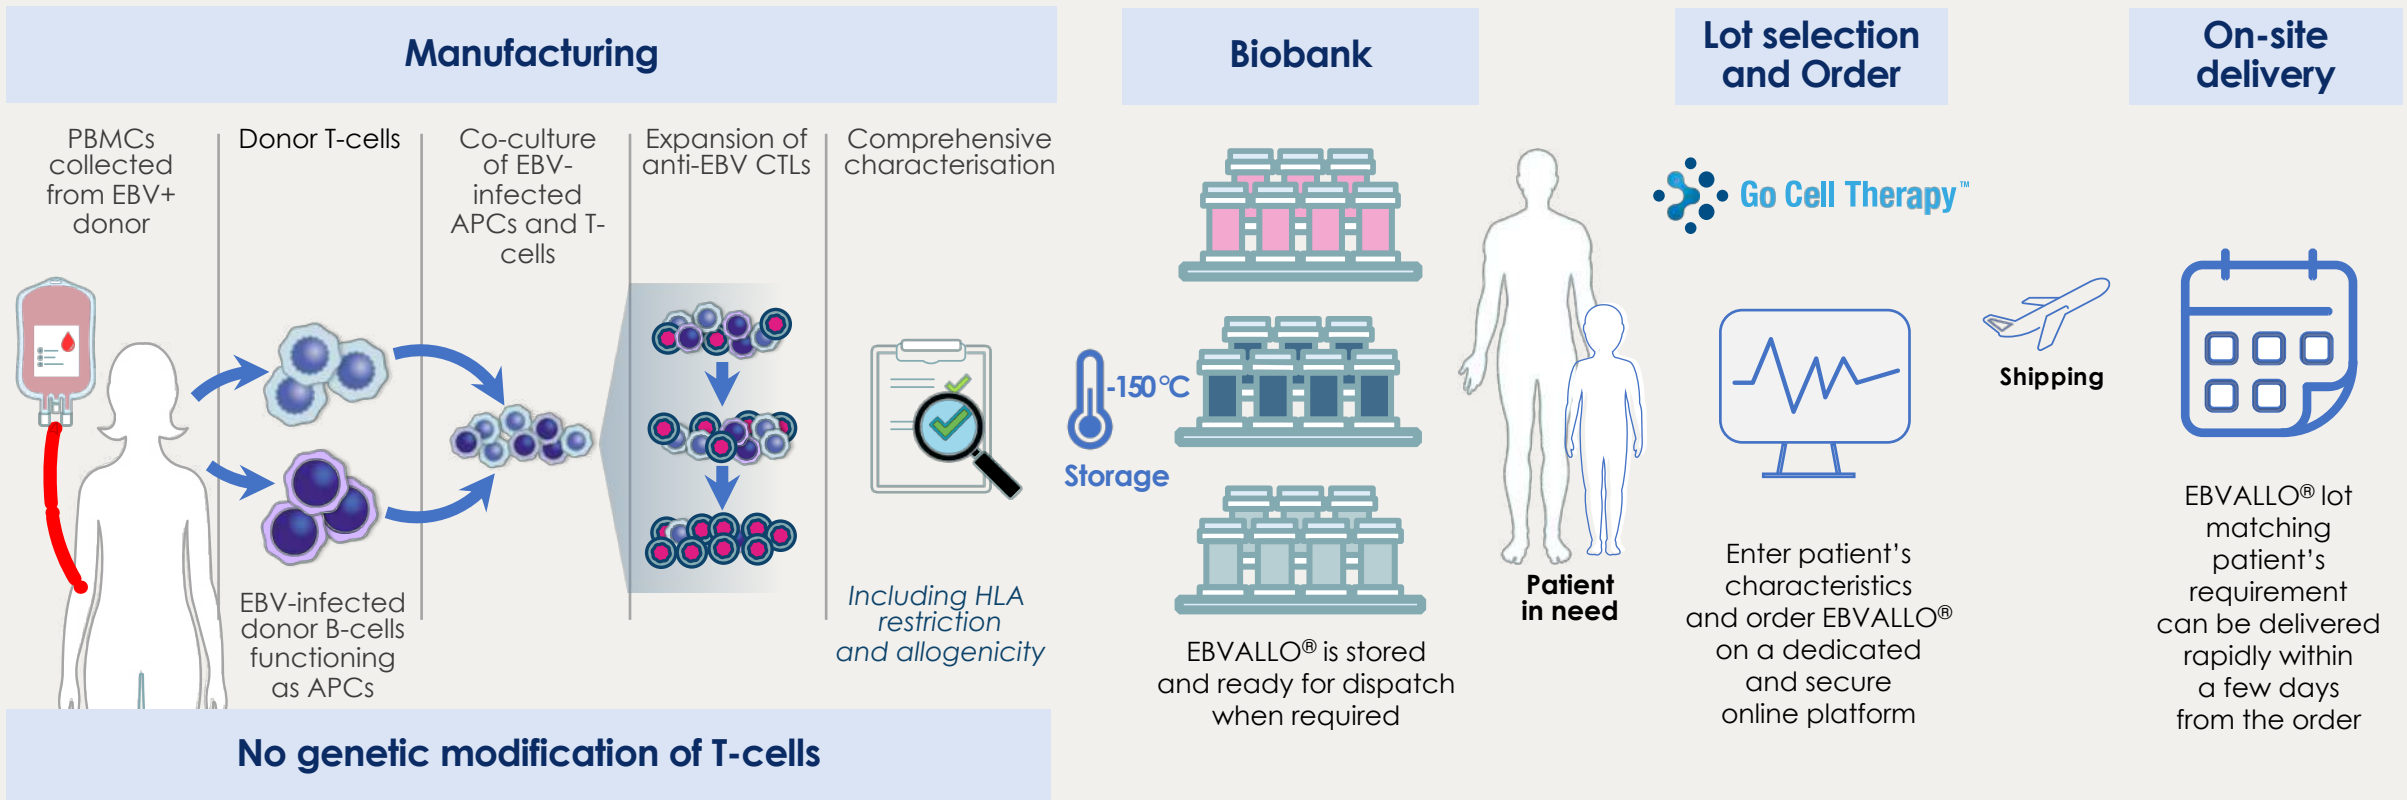 Manufacturing
PBMCs
collected
from EBV+
donor
Donor T-cells
EBV-infected
donor B-cells
functioning
as APCs
Co-culture
of EBV-
infected
APCs and T-
cells
Expansion of
anti-EBV CTLs
Comprehensive
characterisation
Including HLA
restriction
and allogenicity
No genetic modification of T-cells
Biobank
-150°C
Storage
EBVALLO® is stored
and ready for dispatch
when required
Patient
in need
Lot selection
and Order
Go Cell Therapy™
Enter patient’s
characteristics
and order EBVALLO®
on a dedicated
and secure
online platform
Shipping
On-site
delivery
EBVALLO® lot
matching
patient’s
requirement
can be delivered
rapidly within
a few days
from the order